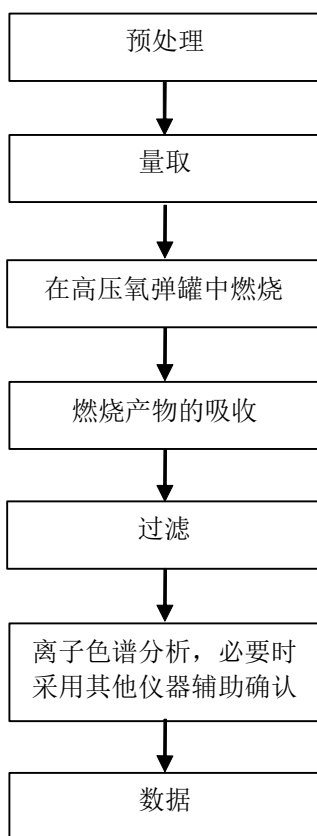 预处理
量取
在高压氧弹罐中燃烧
燃烧产物的吸收
过滤
离子色谱分析，必要时
采用其他仪器辅助确认
数据